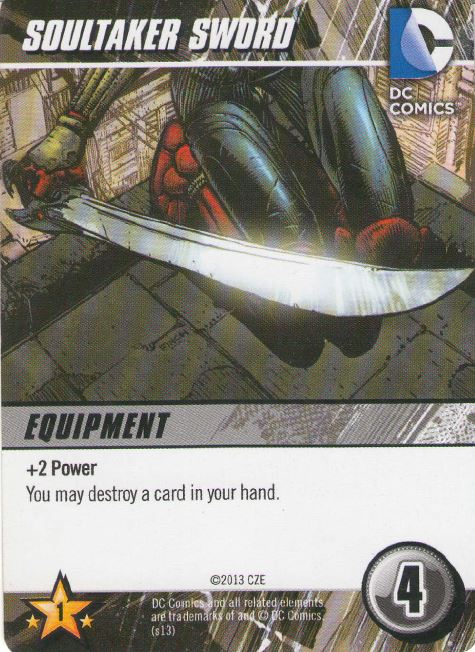 SOULTAKER SWORD
DC
COMICS™
EQUIPMENT
+2 Power
You may destroy a card in your hand.
©2013 CZE
1
DC Comics and all related elements
are trademarks of and © DC Comics.
(s13)
4